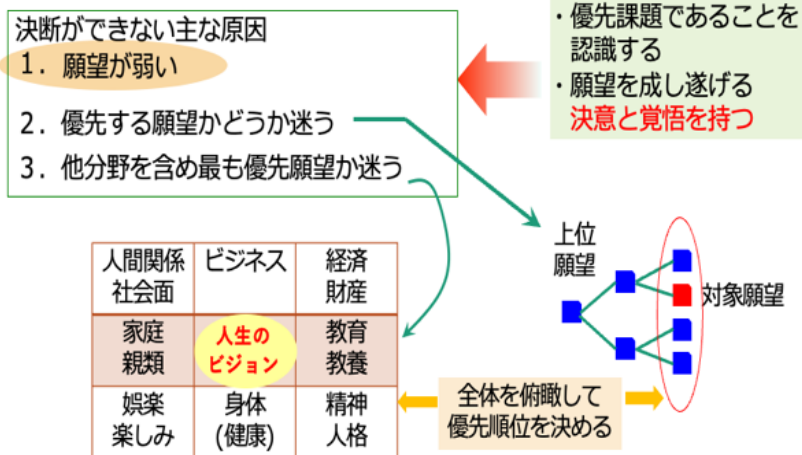 決断ができない主な原因
1．願望が弱い
2．優先する願望かどうか迷う
3．他分野を含め最も優先願望か迷う
・優先課題であることを
認識する
・願望を成し遂げる
決意と覚悟を持つ
上位
願望
対象願望
人間関係
社会面
ビジネス
経済
財産
家庭
親類
人生の
ビジョン
教育
教養
娯楽
楽しみ
身体
(健康)
精神
人格
全体を俯瞰して
優先順位を決める